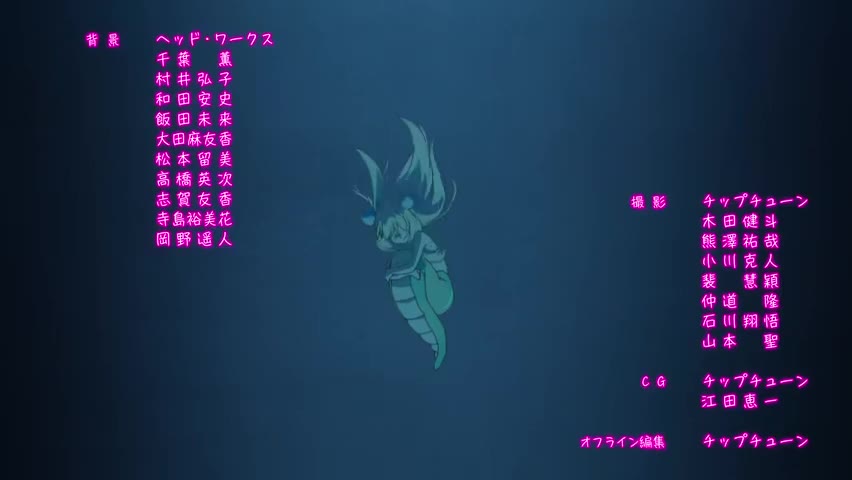 背景 ヘッド・ワークス
千葉 薫
村井弘子
和田安史
飯田未来
大田麻友香
松本留美
高橋英次
志賀友香
寺島裕美花
岡野遥人
撮影 チップチューン
木田健斗
熊澤祐哉
小川克人
裴 慧穎
仲道 隆
石川翔悟
山本 聖
CG チップチューン
江田恵一
オフライン編集 チップチューン